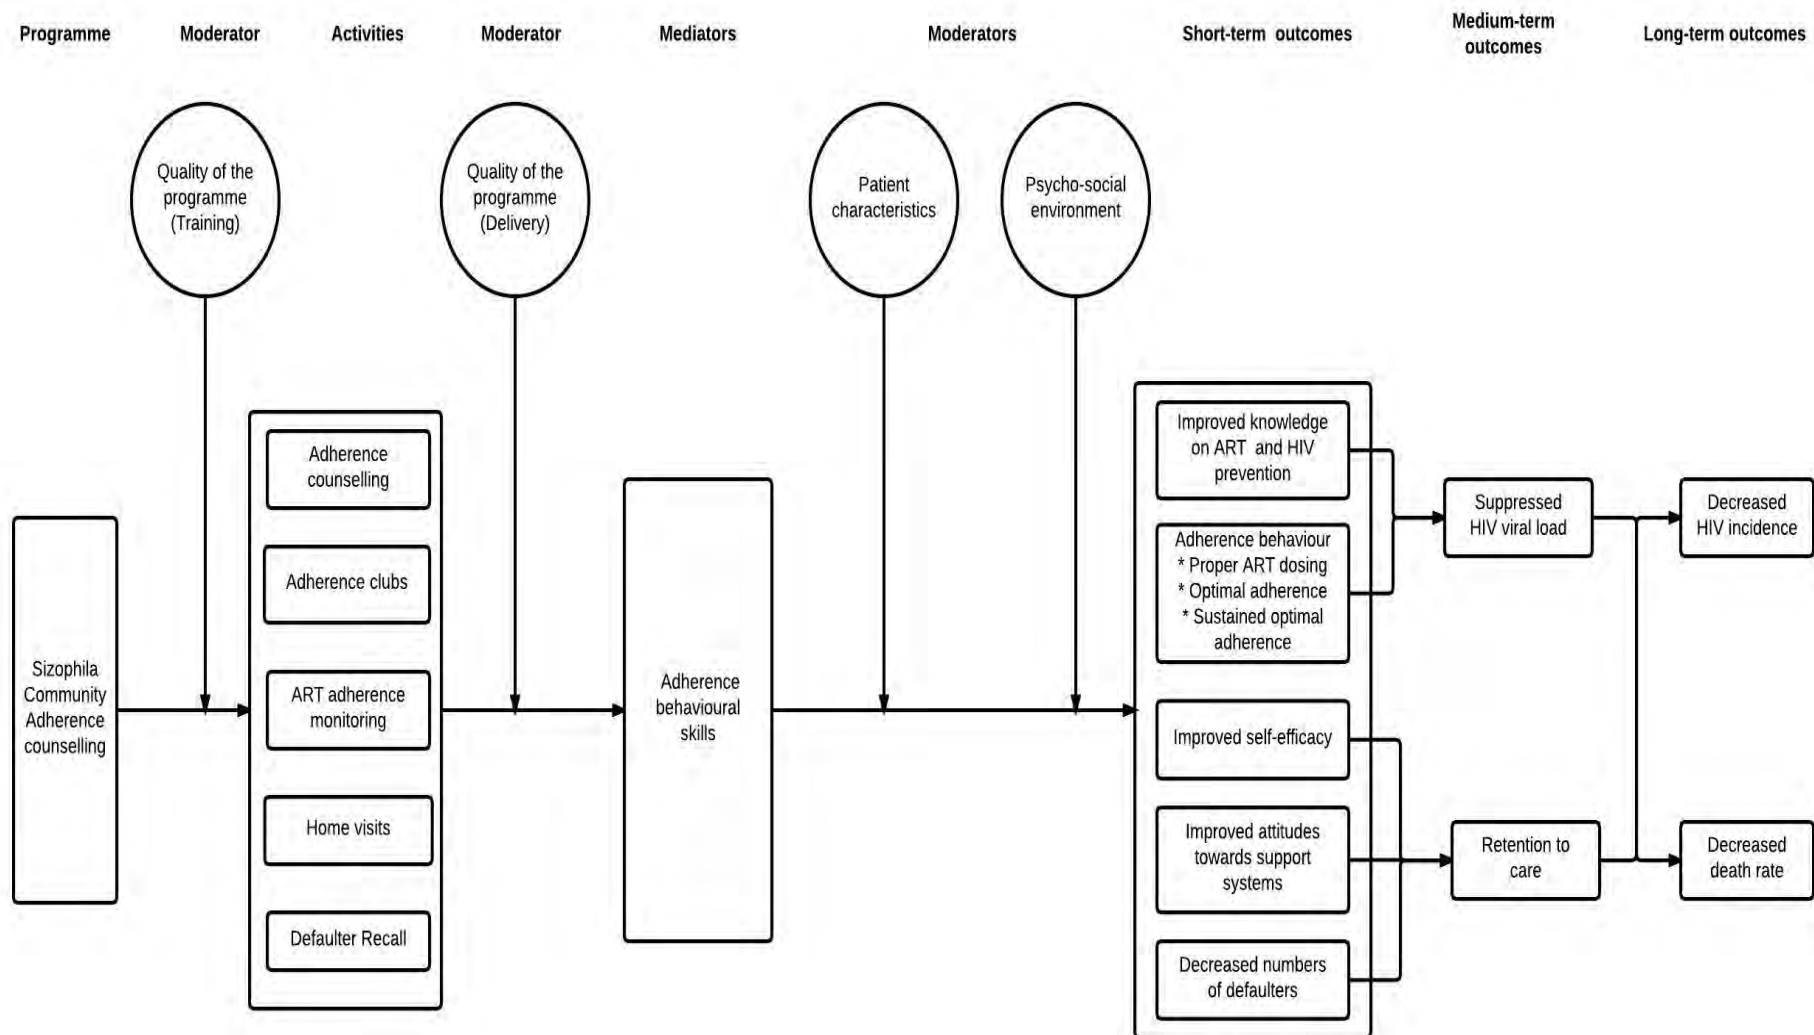 Programme
Moderator
Activities
Moderator
Mediators
Moderators
Short-term outcomes
Medium-term
outcomes
Long-term outcomes
Quality of the
programme
(Training)
Quality of the
programme
(Delivery)
Patient
characteristics
Psycho-social
environment
Sizophila
Community
Adherence
counselling
Adherence
counselling
Adherence clubs
ART adherence
monitoring
Home visits
Defaulter Recall
Adherence
behavioural
skills
Improved knowledge
on ART and HIV
prevention
Adherence behaviour
* Proper ART dosing
* Optimal adherence
* Sustained optimal
adherence
Improved self-efficacy
Improved attitudes
towards support
systems
Decreased numbers
of defaulters
Suppressed
HIV viral load
Retention to
care
Decreased
HIV incidence
Decreased
death rate